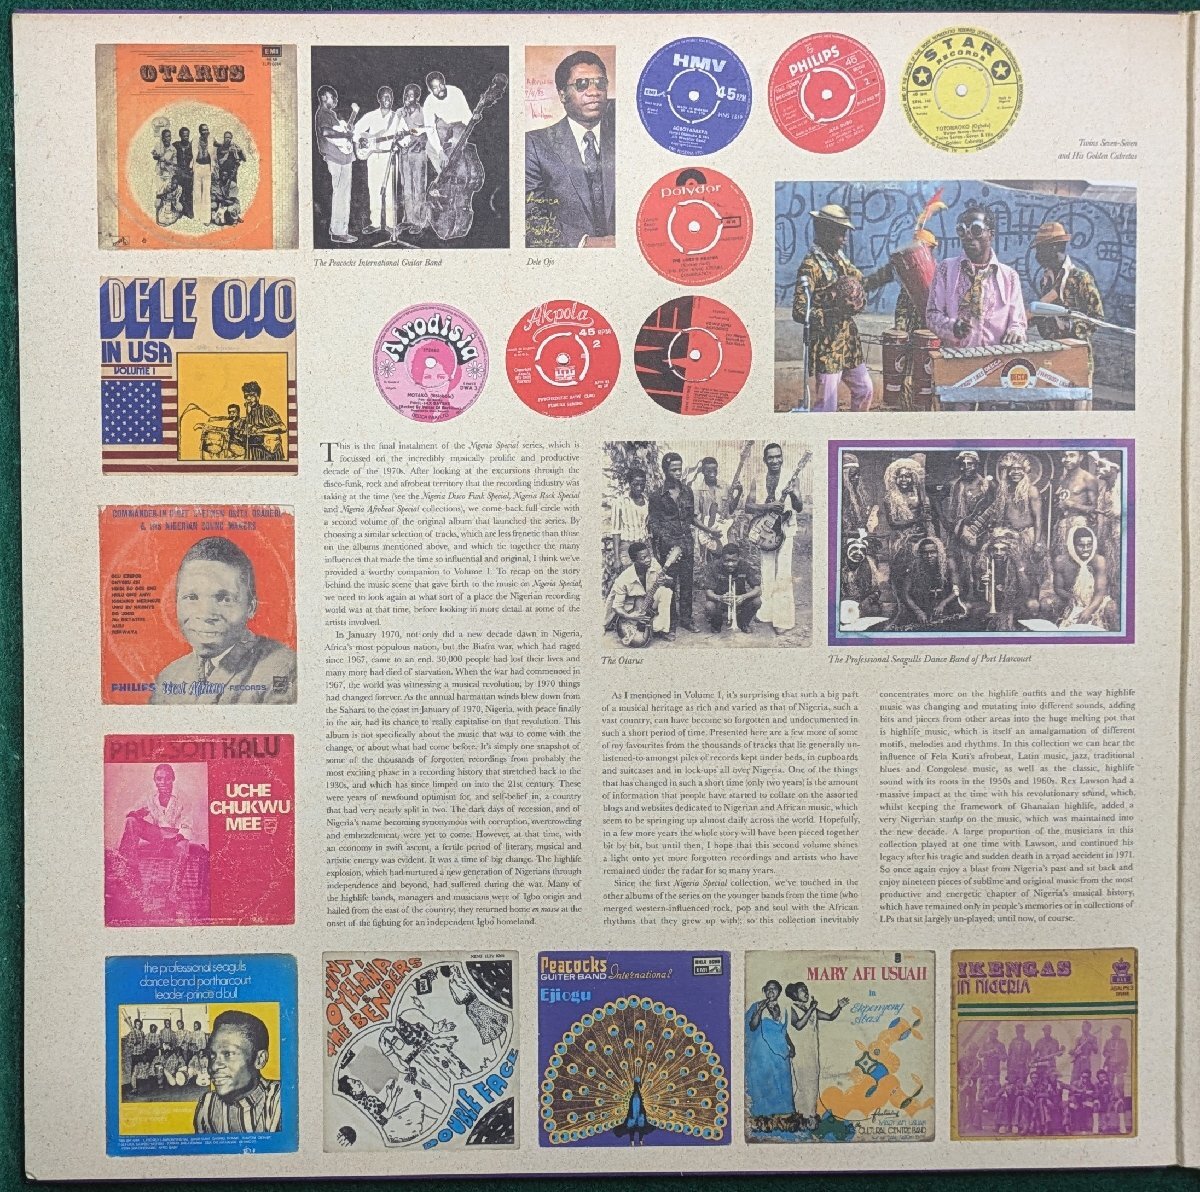 OTARUS
EMI
The Peacocks International Guitar Band
Dele Ojo
HMV
45 RPM
EMI
PHILIPS
45
2
STAR
RECORDS
TOTOBIROKO
Twins Seven-Seven
and His Golden Cabretas
Polydor
DECCA
DELE OJO
IN USA
VOLUME 1
Afrodisia
STEREO
MOTAKO
DWA
Akpola
45 RPM
2
COMMANDER IN CHIEF STEPHEN OSITA OSADEBE
& HIS NIGERIAN SOUND MAKERS
PHILIPS West African RECORDS
This is the final instalment of the Nigeria Special series, which is
focussed on the incredibly musically prolific and productive
decade of the 1970s. After looking at the excursions through the
disco-funk, rock and afrobeat territory that the recording industry was
taking at the time (see the Nigeria Disco Funk Special, Nigeria Rock Special
and Nigeria Afrobeat Special collections), we come back full circle with
a second volume of the original album that launched the series. By
choosing a similar selection of tracks, which are less frenetic than those
on the albums mentioned above, and which tie together the many
influences that made the time so influential and original, I think we've
provided a worthy companion to Volume 1. To recap on the story
behind the music scene that gave birth to the music on Nigeria Special,
we need to look again at what sort of a place the Nigerian recording
world was at that time, before looking in more detail at some of the
artists involved.
In January 1970, not only did a new decade dawn in Nigeria,
Africa's most populous nation, but the Biafra war, which had raged
since 1967, came to an end. 30,000 people had lost their lives and
many more had died of starvation. When the war had commenced in
1967, the world was witnessing a musical revolution; by 1970 things
had changed forever. As the annual harmattan winds blew down from
the Sahara to the coast in January of 1970, Nigeria, with peace finally
in the air, had its chance to really capitalise on that revolution. This
album is not specifically about the music that was to come with the
change, or about what had come before. It's simply one snapshot of
some of the thousands of forgotten recordings from probably the
most exciting phase in a recording history that stretched back to the
1930s, and which has since limped on into the 21st century. These
were years of newfound optimism for, and self-belief in, a country
that had very nearly split in two. The dark days of recession, and of
Nigeria's name becoming synonymous with corruption, overcrowding
and embezzlement, were yet to come. However, at that time, with
an economy in swift ascent, a fertile period of literary, musical and
artistic energy was evident. It was a time of big change. The highlife
explosion, which had nurtured a new generation of Nigerians through
independence and beyond, had suffered during the war. Many of
the highlife bands, managers and musicians were of Igbo origin and
hailed from the east of the country; they returned home en masse at the
onset of the fighting for an independent Igbo homeland.
The Otarus
The Professional Seagulls Dance Band of Port Harcourt
As I mentioned in Volume 1, it's surprising that such a big part
of a musical heritage as rich and varied as that of Nigeria, such a
vast country, can have become so forgotten and undocumented in
such a short period of time. Presented here are a few more of some
of my favourites from the thousands of tracks that lie generally un-
listened-to amongst piles of records kept under beds, in cupboards
and suitcases and in lock-ups all over Nigeria. One of the things
that has changed in such a short time (only two years) is the amount
of information that people have started to collate on the assorted
blogs and websites dedicated to Nigerian and African music, which
seem to be springing up almost daily across the world. Hopefully,
in a few more years the whole story will have been pieced together
bit by bit, but until then, I hope that this second volume shines
a light onto yet more forgotten recordings and artists who have
remained under the radar for so many years.
Since the first Nigeria Special collection, we've touched in the
other albums of the series on the younger bands from the time (who
merged western-influenced rock, pop and soul with the African
rhythms that they grew up with); so this collection inevitably
concentrates more on the highlife outfits and the way highlife
music was changing and mutating into different sounds, adding
bits and pieces from other areas into the huge melting pot that
is highlife music, which is itself an amalgamation of different
motifs, melodies and rhythms. In this collection we can hear the
influence of Fela Kuti's afrobeat, Latin music, jazz, traditional
blues and Congolese music, as well as the classic, highlife
sound with its roots in the 1950s and 1960s. Rex Lawson had a
massive impact at the time with his revolutionary sound, which,
whilst keeping the framework of Ghanaian highlife, added a
very Nigerian stamp on the music, which was maintained into
the new decade. A large proportion of the musicians in this
collection played at one time with Lawson, and continued his
legacy after his tragic and sudden death in a road accident in 1971.
So once again enjoy a blast from Nigeria's past and sit back and
enjoy nineteen pieces of sublime and original music from the most
productive and energetic chapter of Nigeria's musical history,
which have remained only in people's memories or in collections of
LPs that sit largely un-played; until now, of course.
PAULSON KALU
UCHE
CHUKWU
MEE
the professional seagulls
dance band portharcourt
leader-prince d bull
THE BENDERS
DOUBLE FACE
Peacocks
GUITAR BAND International
Ejiogu
MARY AFI USUAH
in
Ekpenyong
Abasi
Featuring
CULTURAL CENTRE BAND
IKENGAS
IN NIGERIA